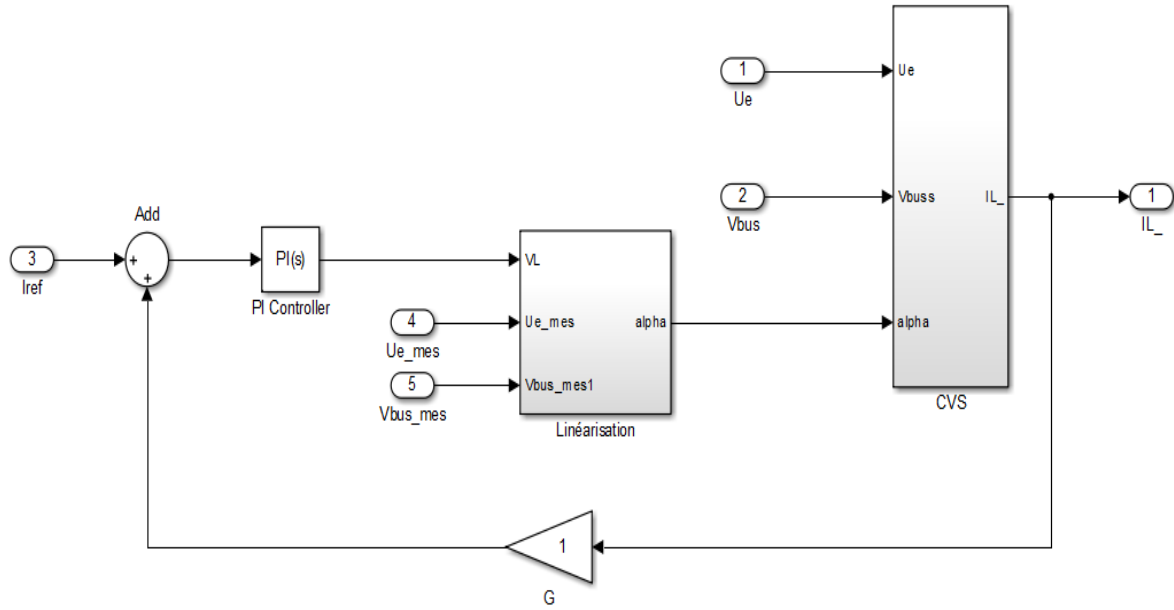 1
Ue
Ue
2
Vbus
Vbuss
IL_
1
IL_
Add
+
+
3
Iref
PI(s)
PI Controller
VL
4
Ue_mes
Ue_mes
alpha
alpha
5
Vbus_mes
Vbus_mes1
CVS
Linéarisation
1
G